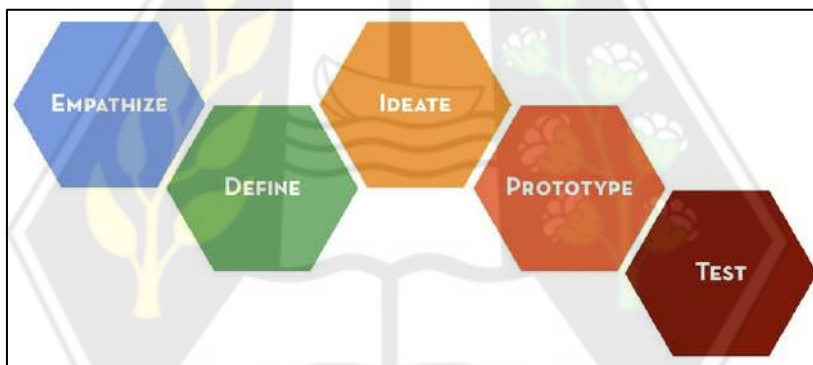 EMPATHIZE
DEFINE
IDEATE
PROTOTYPE
TEST